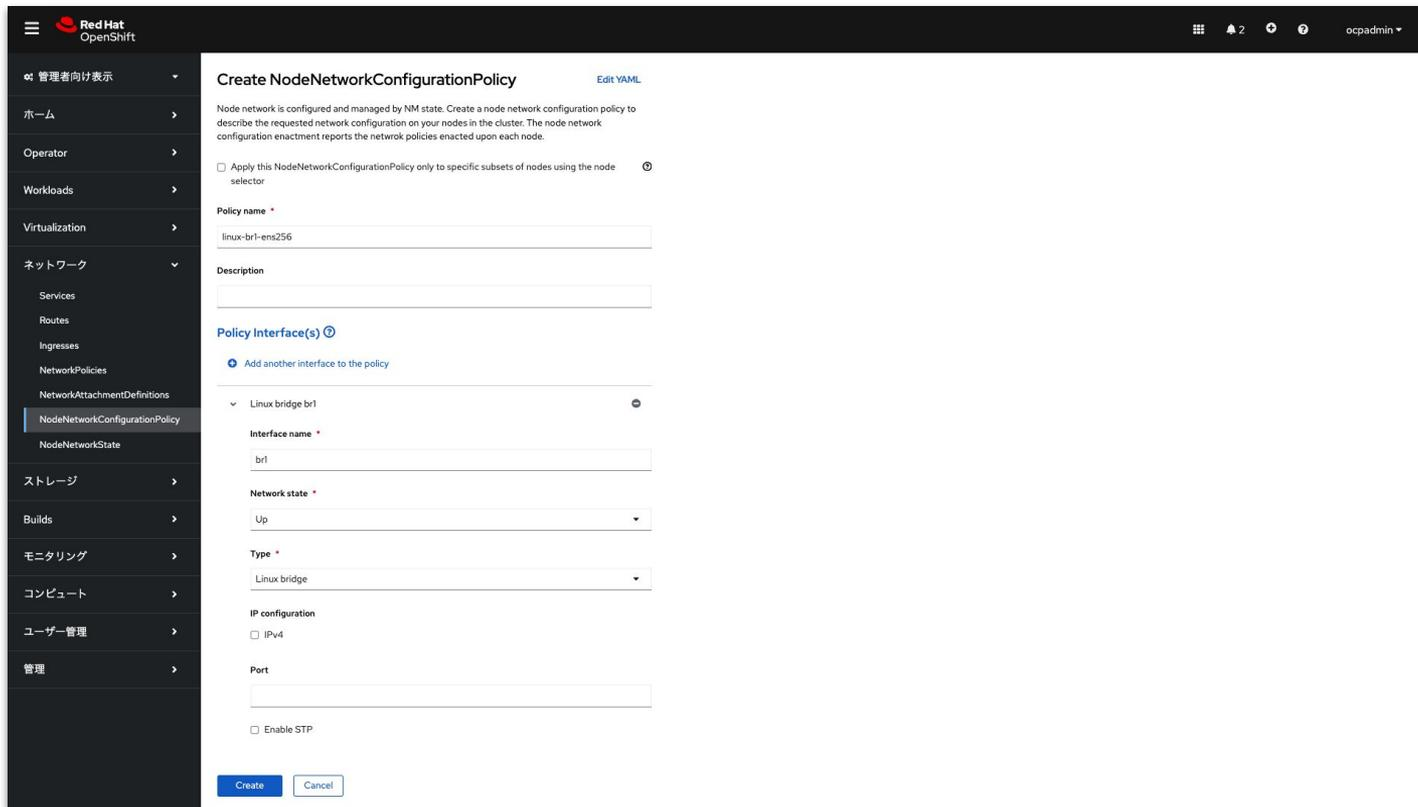 Red Hat
OpenShift
2
ocpadmin
管理者向け表示
ホーム
Operator
Workloads
Virtualization
ネットワーク
Services
Routes
Ingresses
NetworkPolicies
NetworkAttachmentDefinitions
NodeNetworkConfigurationPolicy
NodeNetworkState
ストレージ
Builds
モニタリング
コンピュート
ユーザー管理
管理
Create NodeNetworkConfigurationPolicy
Edit YAML
Node network is configured and managed by NM state. Create a node network configuration policy to
describe the requested network configuration on your nodes in the cluster. The node network
configuration enactment reports the netwrok policies enacted upon each node.
Apply this NodeNetworkConfigurationPolicy only to specific subsets of nodes using the node
selector
Policy name *
linux-br1-ens256
Description
Policy Interface(s)
Add another interface to the policy
Linux bridge br1
Interface name *
br1
Network state *
Up
Type *
Linux bridge
IP configuration
IPv4
Port
Enable STP
Create
Cancel